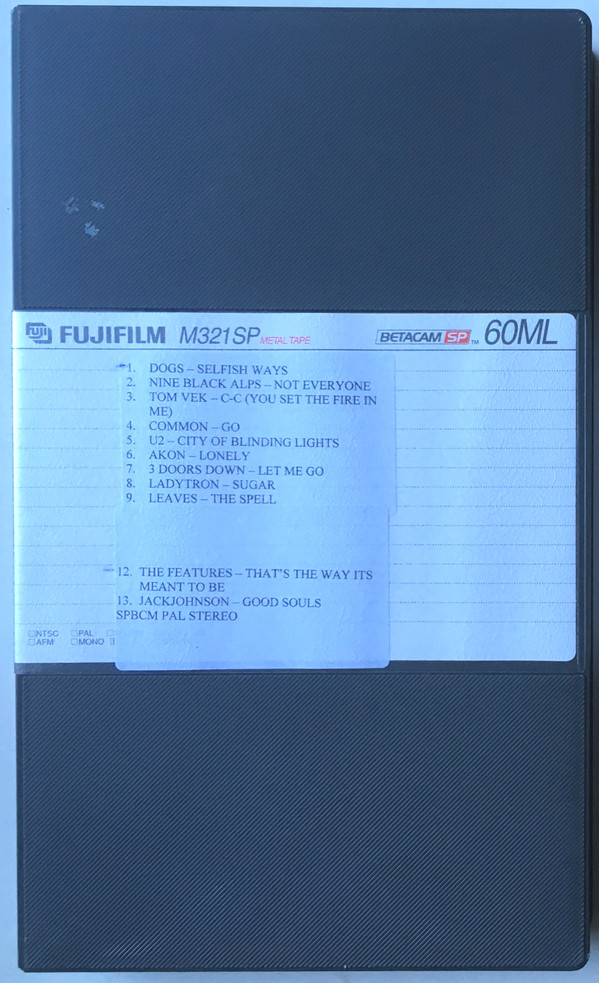 FUJI FUJIFILM M321SP METAL TAPE BETACAM SP™ 60ML
1. DOGS – SELFISH WAYS
2. NINE BLACK ALPS – NOT EVERYONE
3. TOM VEK – C-C (YOU SET THE FIRE IN
ME)
4. COMMON – GO
5. U2 – CITY OF BLINDING LIGHTS
6. AKON – LONELY
7. 3 DOORS DOWN – LET ME GO
8. LADYTRON – SUGAR
9. LEAVES – THE SPELL
12. THE FEATURES – THAT'S THE WAY ITS
MEANT TO BE
13. JACKJOHNSON – GOOD SOULS
SPBCM PAL STEREO
□NTSC □PAL □
□AFM □MONO